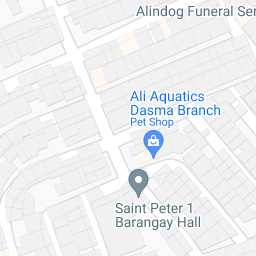 Alindog Funeral Ser
Ali Aquatics
Dasma Branch
Pet Shop
Saint Peter 1
Barangay Hall